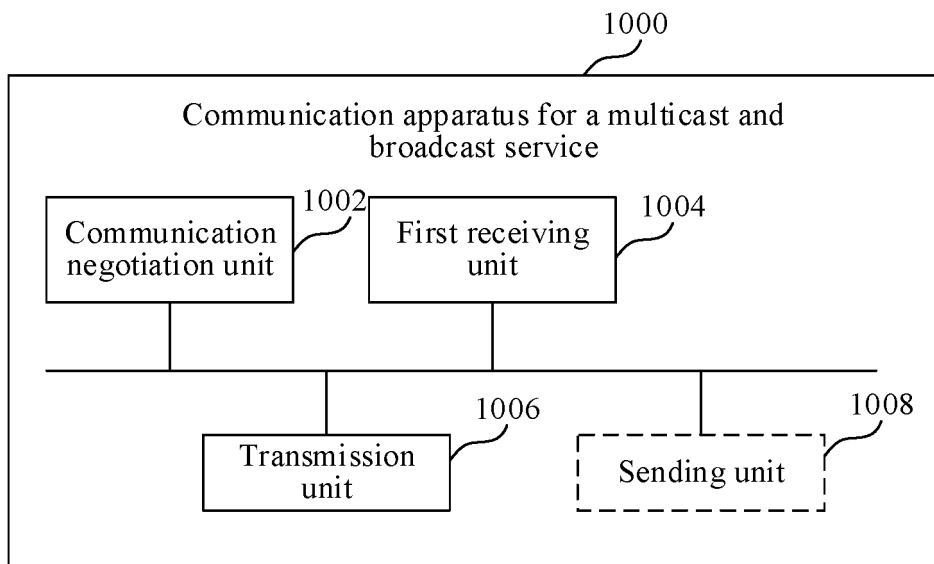 1000
Communication apparatus for a multicast and
broadcast service
1002
1004
Communication
negotiation unit
First receiving
unit
1006
1008
Transmission
unit
Sending unit